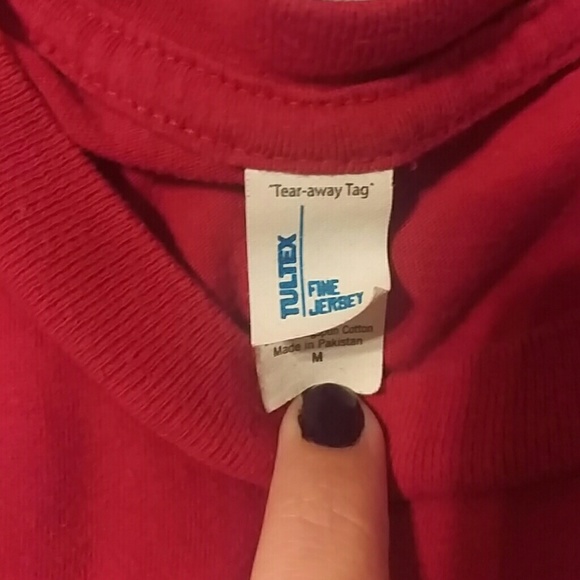 "Tear-away Tag"
TULTEX
FINE
JERSEY
Cotton
Made in Pakistan
M